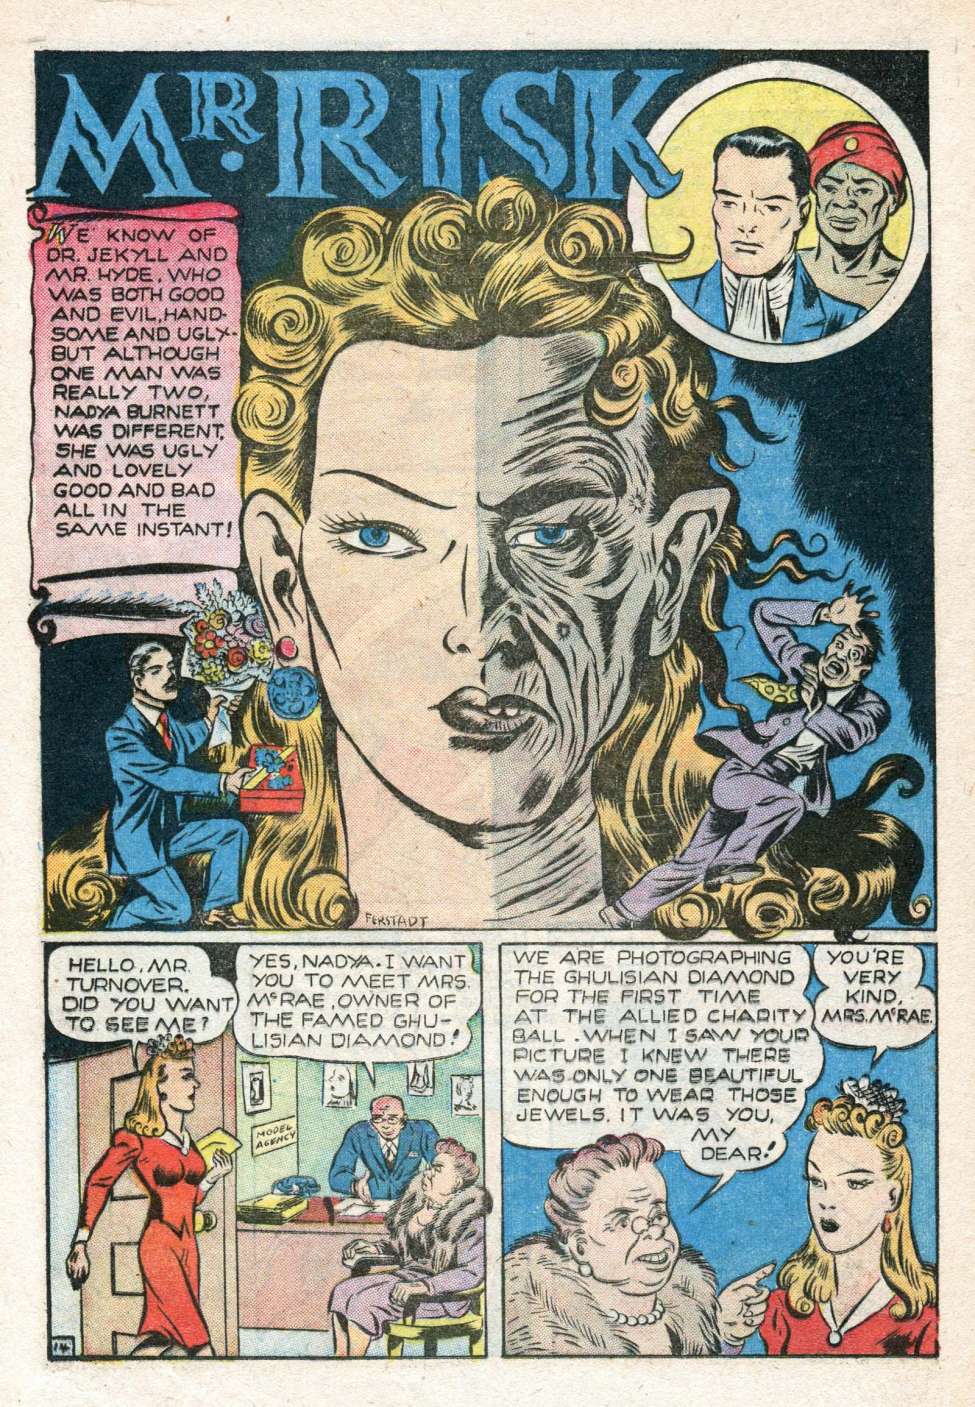 MR. RISK
WE KNOW OF
DR. JEKYLL AND
MR. HYDE, WHO
WAS BOTH GOOD
AND EVIL, HAND-
SOME AND UGLY-
BUT ALTHOUGH
ONE MAN WAS
REALLY TWO,
NADYA BURNETT
WAS DIFFERENT,
SHE WAS UGLY
AND LOVELY
GOOD AND BAD
ALL IN THE
SAME INSTANT!
FERSTADT
HELLO, MR.
TURNOVER.
DID YOU WANT
TO SEE ME?
YES, NADYA. I WANT
YOU TO MEET MRS.
McRAE, OWNER OF
THE FAMED GHU-
LISIAN DIAMOND!
MODEL
AGENCY
14
WE ARE PHOTOGRAPHING
THE GHULISIAN DIAMOND
FOR THE FIRST TIME
AT THE ALLIED CHARITY
BALL. WHEN I SAW YOUR
PICTURE I KNEW THERE
WAS ONLY ONE BEAUTIFUL
ENOUGH TO WEAR THOSE
JEWELS. IT WAS YOU,
MY
DEAR!
YOU'RE
VERY
KIND,
MRS. McRAE.